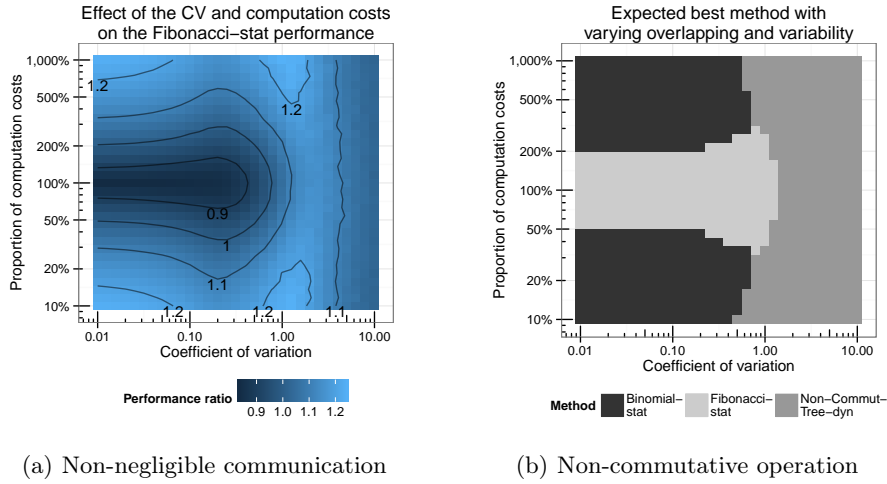 Effect of the CV and computation costs
on the Fibonacci−stat performance
Proportion of computation costs
1,000%
500%
200%
100%
50%
20%
10%
1.2
1.2
0.9
1
1.1
1.2
1.2
1.1
0.01
0.10
1.00
10.00
Coefficient of variation
Performance ratio
0.9
1.0
1.1
1.2
(a) Non-negligible communication
Expected best method with
varying overlapping and variability
Proportion of computation costs
1,000%
500%
200%
100%
50%
20%
10%
0.01
0.10
1.00
10.00
Coefficient of variation
Method
Binomial−
stat
Fibonacci−
stat
Non−Commut−
Tree−dyn
(b) Non-commutative operation